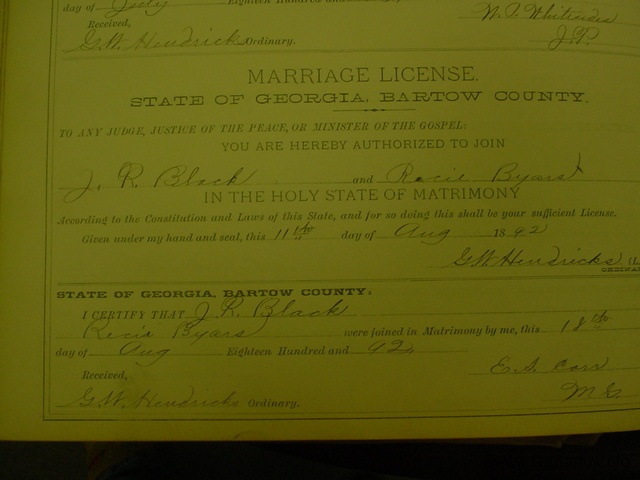 day of July Eighteen Hundred and
Received, W. T. Whitesides
G.W. Hendricks Ordinary. J.P.
MARRIAGE LICENSE.
STATE OF GEORGIA, BARTOW COUNTY.
TO ANY JUDGE, JUSTICE OF THE PEACE, OR MINISTER OF THE GOSPEL:
YOU ARE HEREBY AUTHORIZED TO JOIN
J. R. Black and Rocie Byars
IN THE HOLY STATE OF MATRIMONY
According to the Constitution and Laws of this State, and for so doing this shall be your sufficient License.
Given under my hand and seal, this 11th day of Aug 1892
G.W. Hendricks (L.
ORDINA
STATE OF GEORGIA, BARTOW COUNTY.
I CERTIFY THAT J. R. Black
Rocie Byars were joined in Matrimony by me, this 18th
day of Aug Eighteen Hundred and 92
Received, E. S. Carr
G.W. Hendricks Ordinary. M G.